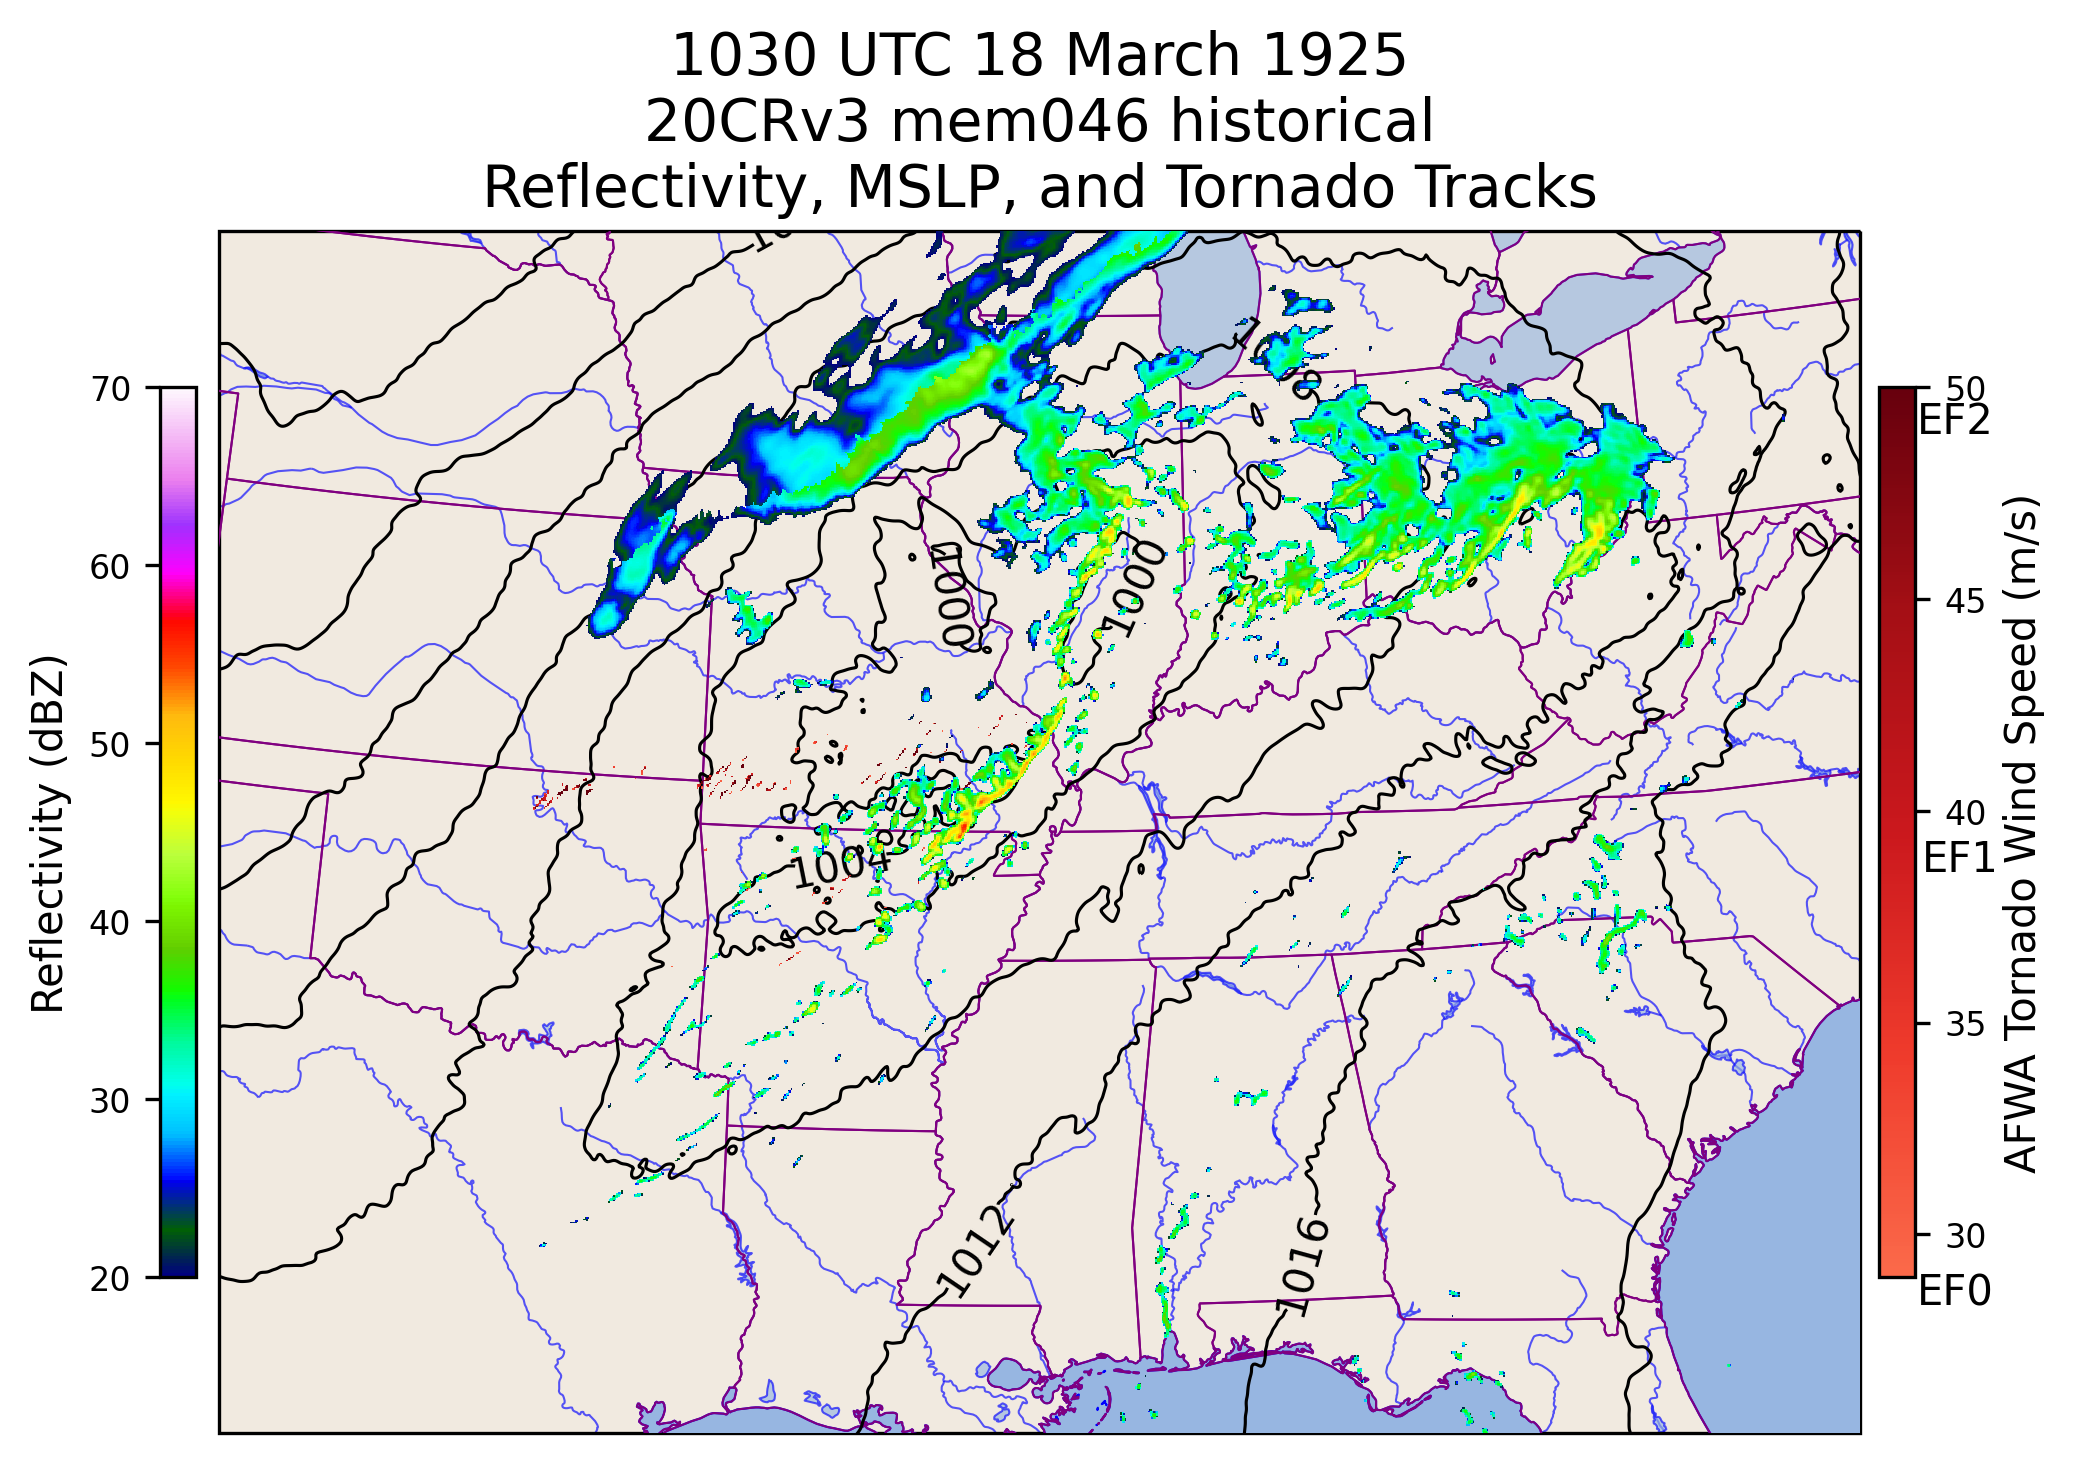 1030 UTC 18 March 1925
20CRv3 mem046 historical
Reflectivity, MSLP, and Tornado Tracks
70
60
50
40
30
20
Reflectivity (dBZ)
1000
1000
1004
1012
1016
50
EF2
45
40
EF1
35
30
EF0
AFWA Tornado Wind Speed (m/s)